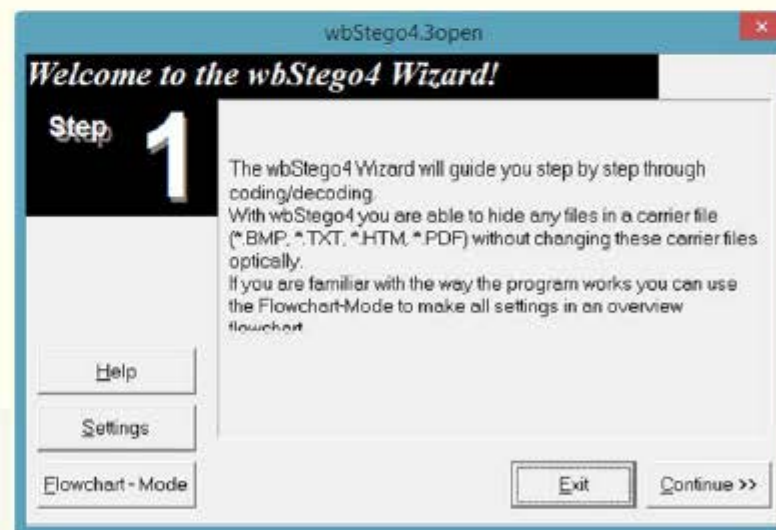 wbStego4.3open
Welcome to the wbStego4 Wizard!
Step 1
The wbStego4 Wizard will guide you step by step through
coding/decoding.
With wbStego4 you are able to hide any files in a carrier file
(*.BMP, *.TXT, *.HTM, *.PDF) without changing these carrier files
optically.
If you are familiar with the way the program works you can use
the Flowchart-Mode to make all settings in an overview
flowchart.
Help
Settings
Flowchart - Mode
Exit
Continue >>